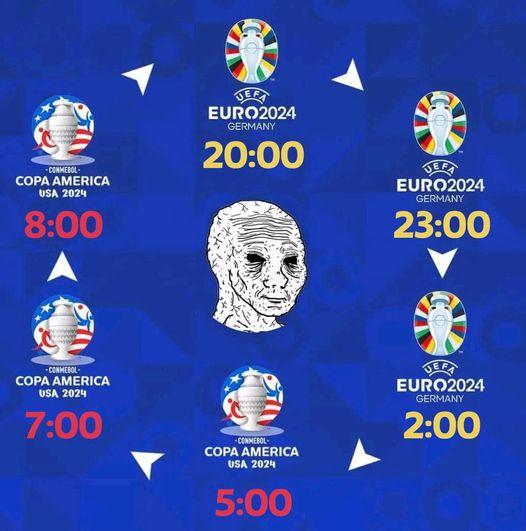 UEFA
EURO2024
GERMANY
20:00
UEFA
EURO2024
GERMANY
23:00
UEFA
EURO2024
GERMANY
2:00
-CONMEBOL-
COPA AMERICA
USA 2024
5:00
-CONMEBOL-
COPA AMERICA
USA 2024
7:00
-CONMEBOL-
COPA AMERICA
USA 2024
8:00